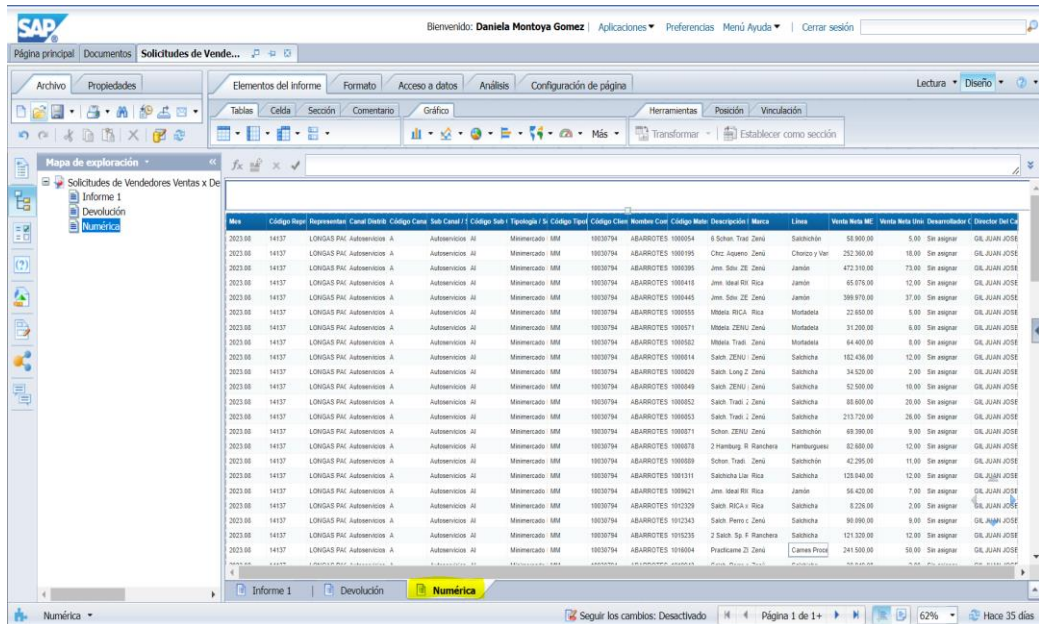 SAP
Bienvenido: Daniela Montoya Gomez | Aplicaciones Preferencias Menú Ayuda | Cerrar sesión
Página principal Documentos Solicitudes de Vende...
Archivo Propiedades Elementos del informe Formato Acceso a datos Análisis Configuración de página Lectura Diseño
Tablas Celda Sección Comentario Gráfico Herramientas Posición Vinculación
Más Transformar Establecer como sección
Mapa de exploración
Solicitudes de Vendedores Ventas x De
Informe 1
Devolución
Numérica
Mes Código Repr Representan Canal Distrib Código Cana Sub Canal / Código Sub Tipología / Código Tipol Código Clien Nombre Com Código Mate Descripción Marca Línea Venta Neta ME Venta Neta Uni Desarrollador Director Del Ca
2023.08 14137 LONGAS PAC Autoservicios A Autoservicios AI Minimercado MM 10030794 ABARROTES 1000054 6 Schon. Trad Zenú Salchichón 58.900,00 5,00 Sin asignar GIL JUAN JOSE
2023.08 14137 LONGAS PAC Autoservicios A Autoservicios AI Minimercado MM 10030794 ABARROTES 1000195 Zenú Chorizo y Var 252.360,00 18,00 Sin asignar GIL JUAN JOSE
2023.08 14137 LONGAS PAC Autoservicios A Autoservicios AI Minimercado MM 10030794 ABARROTES 1000395 Zenú Jamón 472.310,00 73,00 Sin asignar GIL JUAN JOSE
2023.08 14137 LONGAS PAC Autoservicios A Autoservicios AI Minimercado MM 10030794 ABARROTES 1000418 Rica Jamón 65.076,00 12,00 Sin asignar GIL JUAN JOSE
2023.08 14137 LONGAS PAC Autoservicios A Autoservicios AI Minimercado MM 10030794 ABARROTES 1000445 Zenú Jamón 399.970,00 37,00 Sin asignar GIL JUAN JOSE
2023.08 14137 LONGAS PAC Autoservicios A Autoservicios AI Minimercado MM 10030794 ABARROTES 1000555 Mtdela. RICA Rica Mortadela 22.650,00 5,00 Sin asignar GIL JUAN JOSE
2023.08 14137 LONGAS PAC Autoservicios A Autoservicios AI Minimercado MM 10030794 ABARROTES 1000571 Mtdela. ZENU Zenú Mortadela 31.200,00 6,00 Sin asignar GIL JUAN JOSE
2023.08 14137 LONGAS PAC Autoservicios A Autoservicios AI Minimercado MM 10030794 ABARROTES 1000582 Mtdela. Tradi. Zenú Mortadela 64.400,00 8,00 Sin asignar GIL JUAN JOSE
2023.08 14137 LONGAS PAC Autoservicios A Autoservicios AI Minimercado MM 10030794 ABARROTES 1000814 Salch. ZENU Zenú Salchicha 182.436,00 12,00 Sin asignar GIL JUAN JOSE
2023.08 14137 LONGAS PAC Autoservicios A Autoservicios AI Minimercado MM 10030794 ABARROTES 1000820 Salch. Long Z Zenú Salchicha 34.520,00 2,00 Sin asignar GIL JUAN JOSE
2023.08 14137 LONGAS PAC Autoservicios A Autoservicios AI Minimercado MM 10030794 ABARROTES 1000849 Salch. ZENU Zenú Salchicha 52.500,00 10,00 Sin asignar GIL JUAN JOSE
2023.08 14137 LONGAS PAC Autoservicios A Autoservicios AI Minimercado MM 10030794 ABARROTES 1000852 Salch. Tradi. Z Zenú Salchicha 88.600,00 20,00 Sin asignar GIL JUAN JOSE
2023.08 14137 LONGAS PAC Autoservicios A Autoservicios AI Minimercado MM 10030794 ABARROTES 1000853 Salch. Tradi. Z Zenú Salchicha 213.720,00 26,00 Sin asignar GIL JUAN JOSE
2023.08 14137 LONGAS PAC Autoservicios A Autoservicios AI Minimercado MM 10030794 ABARROTES 1000871 Schon. ZENU Zenú Salchichón 69.390,00 9,00 Sin asignar GIL JUAN JOSE
2023.08 14137 LONGAS PAC Autoservicios A Autoservicios AI Minimercado MM 10030794 ABARROTES 1000878 2 Hamburg. R Ranchera Hamburguesa 82.680,00 12,00 Sin asignar GIL JUAN JOSE
2023.08 14137 LONGAS PAC Autoservicios A Autoservicios AI Minimercado MM 10030794 ABARROTES 1000889 Schon. Tradi. Zenú Salchichón 42.295,00 11,00 Sin asignar GIL JUAN JOSE
2023.08 14137 LONGAS PAC Autoservicios A Autoservicios AI Minimercado MM 10030794 ABARROTES 1001311 Salchicha Llan Rica Salchicha 128.040,00 12,00 Sin asignar GIL JUAN JOSE
2023.08 14137 LONGAS PAC Autoservicios A Autoservicios AI Minimercado MM 10030794 ABARROTES 1009621 Rica Jamón 56.420,00 7,00 Sin asignar GIL JUAN JOSE
2023.08 14137 LONGAS PAC Autoservicios A Autoservicios AI Minimercado MM 10030794 ABARROTES 1012329 Salch. RICA x Rica Salchicha 8.226,00 2,00 Sin asignar GIL JUAN JOSE
2023.08 14137 LONGAS PAC Autoservicios A Autoservicios AI Minimercado MM 10030794 ABARROTES 1012343 Salch. Perro c Zenú Salchicha 90.090,00 9,00 Sin asignar GIL JUAN JOSE
2023.08 14137 LONGAS PAC Autoservicios A Autoservicios AI Minimercado MM 10030794 ABARROTES 1015235 2 Salch. Sp. F Ranchera Salchicha 121.320,00 12,00 Sin asignar GIL JUAN JOSE
2023.08 14137 LONGAS PAC Autoservicios A Autoservicios AI Minimercado MM 10030794 ABARROTES 1016004 Practicarne ZI Zenú Carnes Proce 241.500,00 50,00 Sin asignar GIL JUAN JOSE
Informe 1 Devolución Numérica
Numérica Seguir los cambios: Desactivado Página 1 de 1+ 62% Hace 35 días